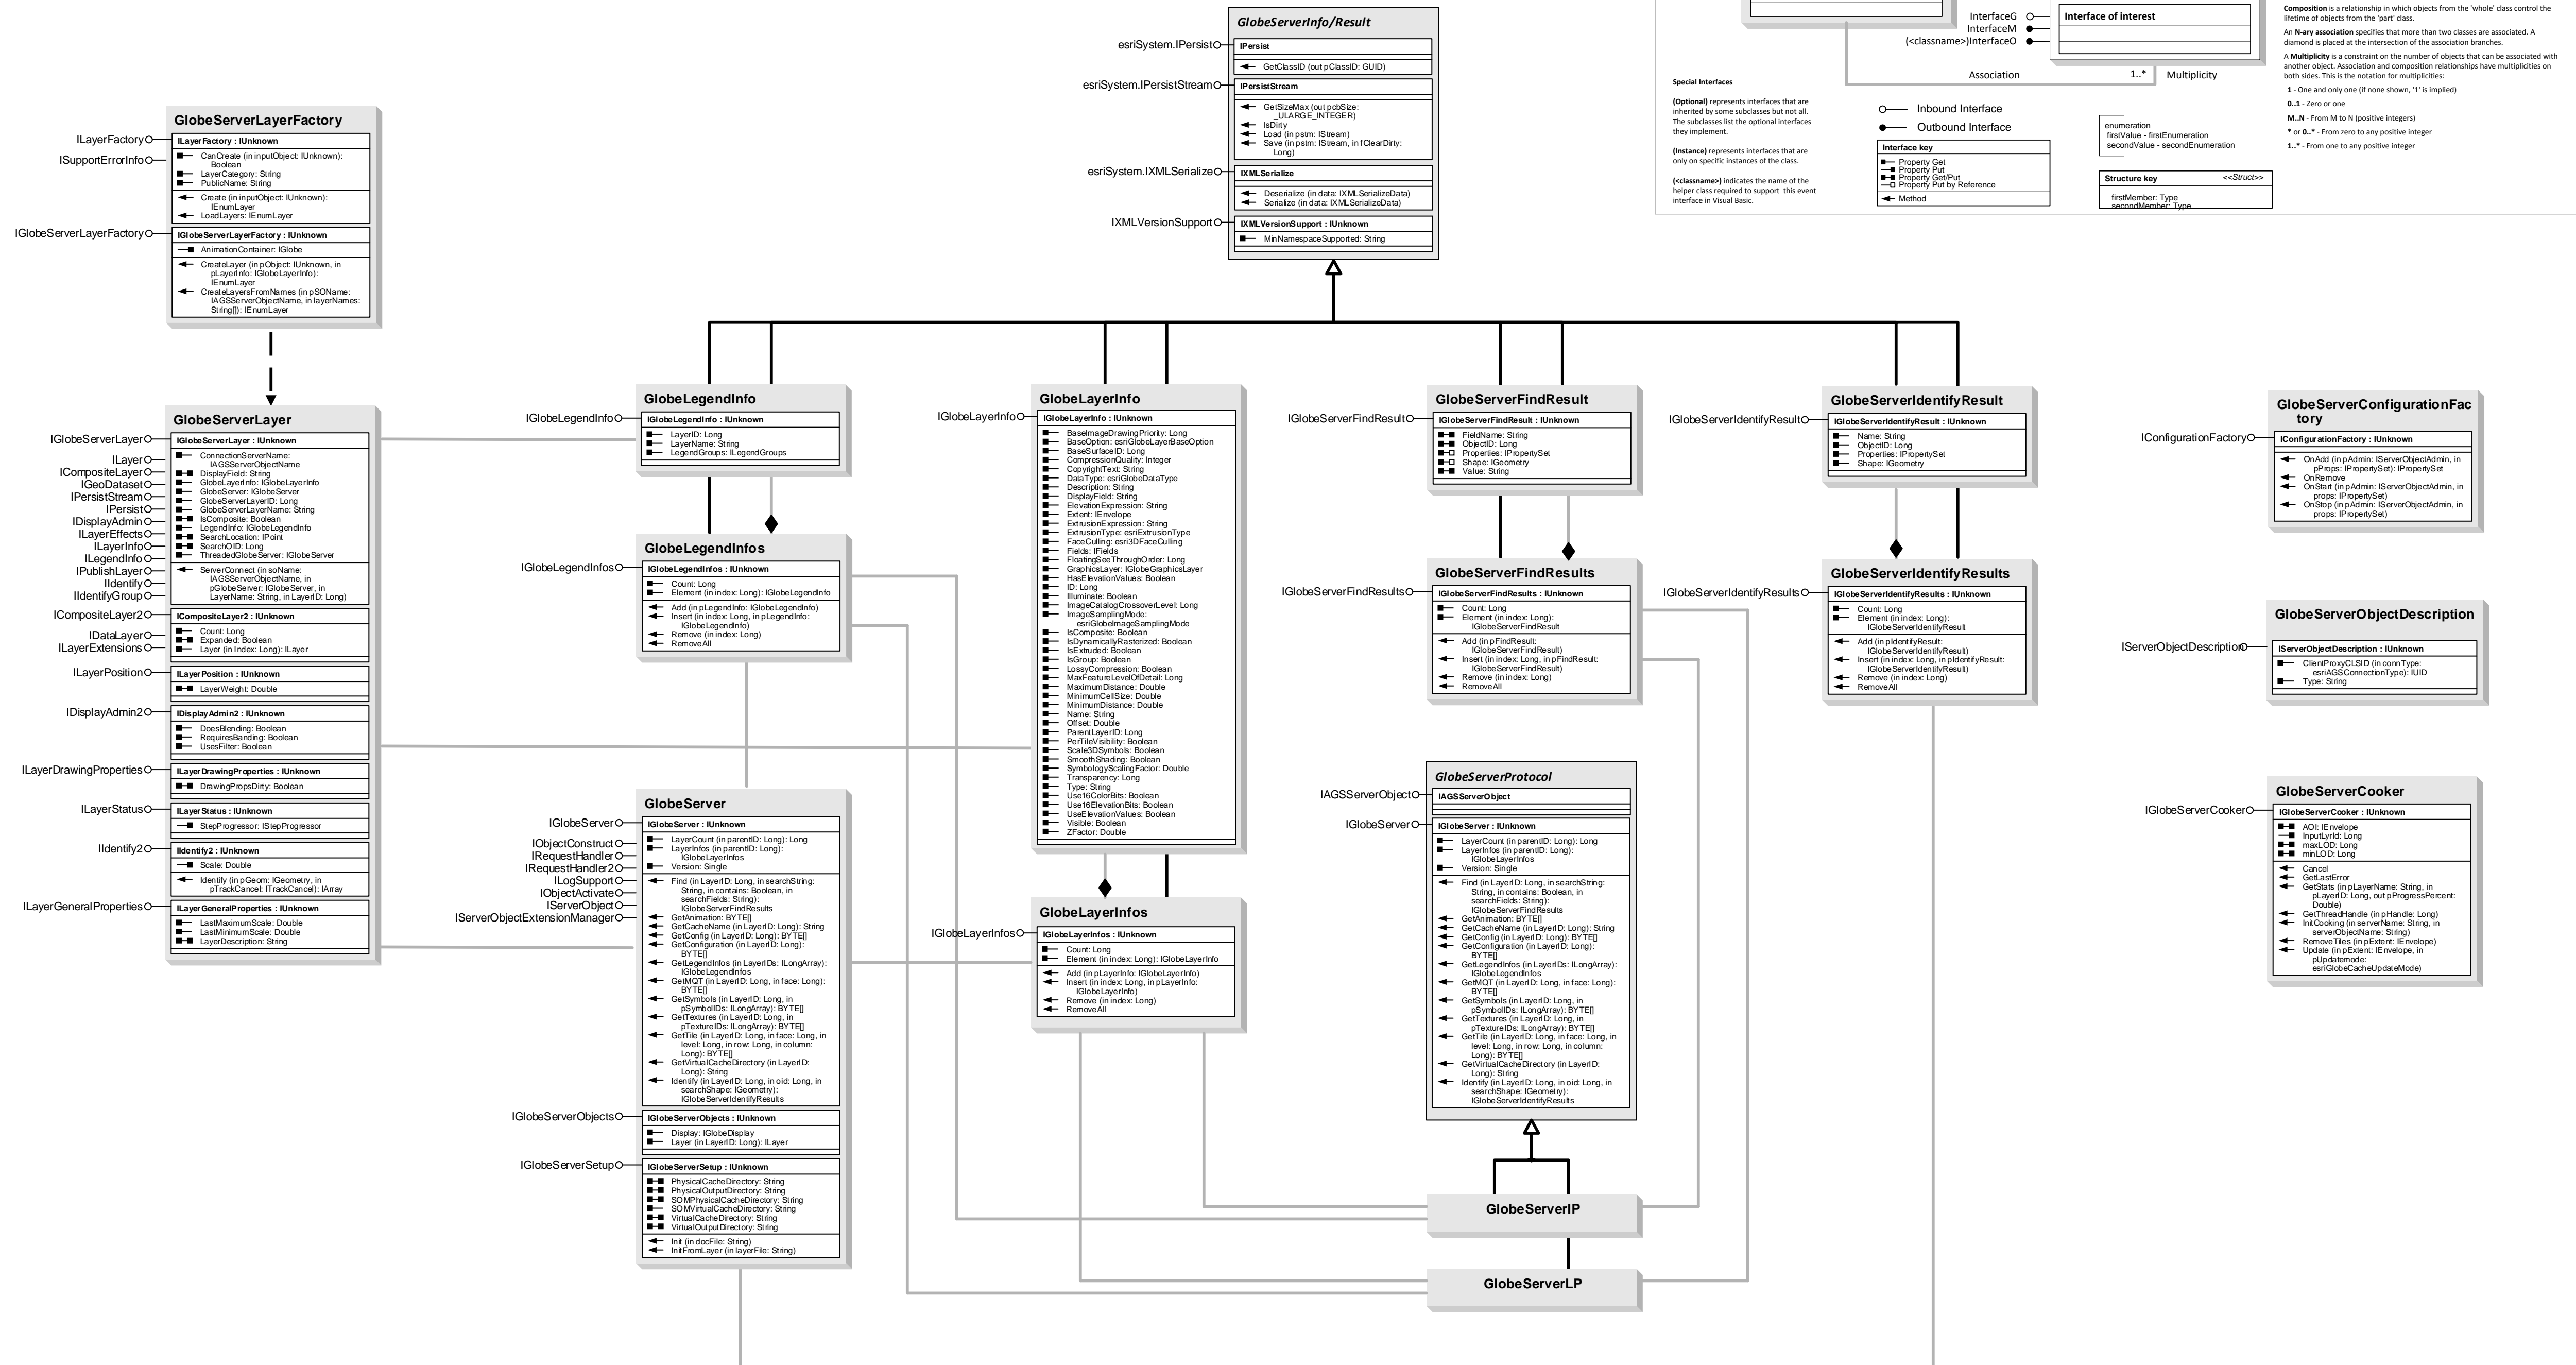 GlobeServerInfo/Result
esriSystem.IPersist
IPersist
GetClassID (out pClassID: GUID)
esriSystem.IPersistStream
IPersistStream
GetSizeMax (out pcbSize:
_ULARGE_INTEGER)
IsDirty
Load (in pstm: IStream)
Save (in pstm: IStream, in fClearDirty:
Long)
esriSystem.IXMLSerialize
IXMLSerialize
Deserialize (in data: IXMLSerializeData)
Serialize (in data: IXMLSerializeData)
IXMLVersionSupport
IXMLVersionSupport : IUnknown
MinNamespaceSupported: String
InterfaceG
InterfaceM
(<classname>)InterfaceO
Interface of interest
Association
1..*
Multiplicity
Special Interfaces
(Optional) represents interfaces that are
inherited by some subclasses but not all.
The subclasses list the optional interfaces
they implement.
(Instance) represents interfaces that are
only on specific instances of the class.
(<classname>) indicates the name of the
helper class required to support  this event
interface in Visual Basic.
Inbound Interface
Outbound Interface
Interface key
Property Get
Property Put
Property Get/Put
Property Put by Reference
Method
enumeration
firstValue - firstEnumeration
secondValue - secondEnumeration
Structure key
<<Struct>>
firstMember: Type
secondMember: Type
Composition is a relationship in which objects from the 'whole' class control the
lifetime of objects from the 'part' class.
An N-ary association specifies that more than two classes are associated. A
diamond is placed at the intersection of the association branches.
A Multiplicity is a constraint on the number of objects that can be associated with
another object. Association and composition relationships have multiplicities on
both sides. This is the notation for multiplicities:
1 - One and only one (if none shown, '1' is implied)
0..1 - Zero or one
M..N - From M to N (positive integers)
* or 0..* - From zero to any positive integer
1..* - From one to any positive integer
GlobeServerLayerFactory
ILayerFactory
ISupportErrorInfo
ILayerFactory : IUnknown
CanCreate (in inputObject: IUnknown):
Boolean
LayerCategory: String
PublicName: String
Create (in inputObject: IUnknown):
IEnumLayer
LoadLayers: IEnumLayer
IGlobeServerLayerFactory
IGlobeServerLayerFactory : IUnknown
AnimationContainer: IGlobe
CreateLayer (in pObject: IUnknown, in
pLayerInfo: IGlobeLayerInfo):
IEnumLayer
CreateLayersFromNames (in pSOName:
IAGSServerObjectName, in layerNames:
String[]): IEnumLayer
GlobeServerLayer
IGlobeServerLayer
ILayer
ICompositeLayer
IGeoDataset
IPersistStream
IPersist
IDisplayAdmin
ILayerEffects
ILayerInfo
ILegendInfo
IPublishLayer
IIdentify
IIdentifyGroup
IGlobeServerLayer : IUnknown
ConnectionServerName:
IAGSServerObjectName
DisplayField: String
GlobeLayerInfo: IGlobeLayerInfo
GlobeServer: IGlobeServer
GlobeServerLayerID: Long
GlobeServerLayerName: String
IsComposite: Boolean
LegendInfo: IGlobeLegendInfo
SearchLocation: IPoint
SearchOID: Long
ThreadedGlobeServer: IGlobeServer
ServerConnect (in soName:
IAGSServerObjectName, in
pGlobeServer: IGlobeServer, in
LayerName: String, in LayerID: Long)
ICompositeLayer2
IDataLayer
ILayerExtensions
ICompositeLayer2 : IUnknown
Count: Long
Expanded: Boolean
Layer (in Index: Long): ILayer
ILayerPosition
ILayerPosition : IUnknown
LayerWeight: Double
IDisplayAdmin2
IDisplayAdmin2 : IUnknown
DoesBlending: Boolean
RequiresBanding: Boolean
UsesFilter: Boolean
ILayerDrawingProperties
ILayerDrawingProperties : IUnknown
DrawingPropsDirty: Boolean
ILayerStatus
ILayerStatus : IUnknown
StepProgressor: IStepProgressor
IIdentify2
IIdentify2 : IUnknown
Scale: Double
Identify (in pGeom: IGeometry, in
pTrackCancel: ITrackCancel): IArray
ILayerGeneralProperties
ILayerGeneralProperties : IUnknown
LastMaximumScale: Double
LastMinimumScale: Double
LayerDescription: String
GlobeLegendInfo
IGlobeLegendInfo
IGlobeLegendInfo : IUnknown
LayerID: Long
LayerName: String
LegendGroups: ILegendGroups
GlobeLegendInfos
IGlobeLegendInfos
IGlobeLegendInfos : IUnknown
Count: Long
Element (in index: Long): IGlobeLegendInfo
Add (in pLegendInfo: IGlobeLegendInfo)
Insert (in index: Long, in pLegendInfo:
IGlobeLegendInfo)
Remove (in index: Long)
RemoveAll
GlobeServer
IGlobeServer
IObjectConstruct
IRequestHandler
IRequestHandler2
ILogSupport
IObjectActivate
IServerObject
IServerObjectExtensionManager
IGlobeServer : IUnknown
LayerCount (in parentID: Long): Long
LayerInfos (in parentID: Long):
IGlobeLayerInfos
Version: Single
Find (in LayerID: Long, in searchString:
String, in contains: Boolean, in
searchFields: String):
IGlobeServerFindResults
GetAnimation: BYTE[]
GetCacheName (in LayerID: Long): String
GetConfig (in LayerID: Long): BYTE[]
GetConfiguration (in LayerID: Long):
BYTE[]
GetLegendInfos (in LayerIDs: ILongArray):
IGlobeLegendInfos
GetMQT (in LayerID: Long, in face: Long):
BYTE[]
GetSymbols (in LayerID: Long, in
pSymbolIDs: ILongArray): BYTE[]
GetTextures (in LayerID: Long, in
pTextureIDs: ILongArray): BYTE[]
GetTile (in LayerID: Long, in face: Long, in
level: Long, in row: Long, in column:
Long): BYTE[]
GetVirtualCacheDirectory (in LayerID:
Long): String
Identify (in LayerID: Long, in oid: Long, in
searchShape: IGeometry):
IGlobeServerIdentifyResults
IGlobeServerObjects
IGlobeServerObjects : IUnknown
Display: IGlobeDisplay
Layer (in LayerID: Long): ILayer
IGlobeServerSetup
IGlobeServerSetup : IUnknown
PhysicalCacheDirectory: String
PhysicalOutputDirectory: String
SOMPhysicalCacheDirectory: String
SOMVirtualCacheDirectory: String
VirtualCacheDirectory: String
VirtualOutputDirectory: String
Init (in docFile: String)
InitFromLayer (in layerFile: String)
GlobeLayerInfo
IGlobeLayerInfo
IGlobeLayerInfo : IUnknown
BaseImageDrawingPriority: Long
BaseOption: esriGlobeLayerBaseOption
BaseSurfaceID: Long
CompressionQuality: Integer
CopyrightText: String
DataType: esriGlobeDataType
Description: String
DisplayField: String
ElevationExpression: String
Extent: IEnvelope
ExtrusionExpression: String
ExtrusionType: esriExtrusionType
FaceCulling: esri3DFaceCulling
Fields: IFields
FloatingSeeThroughOrder: Long
GraphicsLayer: IGlobeGraphicsLayer
HasElevationValues: Boolean
ID: Long
Illuminate: Boolean
ImageCatalogCrossoverLevel: Long
ImageSamplingMode:
esriGlobeImageSamplingMode
IsComposite: Boolean
IsDynamicallyRasterized: Boolean
IsExtruded: Boolean
IsGroup: Boolean
LossyCompression: Boolean
MaxFeatureLevelOfDetail: Long
MaximumDistance: Double
MinimumCellSize: Double
MinimumDistance: Double
Name: String
Offset: Double
ParentLayerID: Long
PerTileVisibility: Boolean
Scale3DSymbols: Boolean
SmoothShading: Boolean
SymbologyScalingFactor: Double
Transparency: Long
Type: String
Use16ColorBits: Boolean
Use16ElevationBits: Boolean
UseElevationValues: Boolean
Visible: Boolean
ZFactor: Double
GlobeLayerInfos
IGlobeLayerInfos
IGlobeLayerInfos : IUnknown
Count: Long
Element (in index: Long): IGlobeLayerInfo
Add (in pLayerInfo: IGlobeLayerInfo)
Insert (in index: Long, in pLayerInfo:
IGlobeLayerInfo)
Remove (in index: Long)
RemoveAll
GlobeServerFindResult
IGlobeServerFindResult
IGlobeServerFindResult : IUnknown
FieldName: String
ObjectID: Long
Properties: IPropertySet
Shape: IGeometry
Value: String
GlobeServerFindResults
IGlobeServerFindResults
IGlobeServerFindResults : IUnknown
Count: Long
Element (in index: Long):
IGlobeServerFindResult
Add (in pFindResult:
IGlobeServerFindResult)
Insert (in index: Long, in pFindResult:
IGlobeServerFindResult)
Remove (in index: Long)
RemoveAll
GlobeServerProtocol
IAGSServerObject
IAGSServerObject
IGlobeServer
IGlobeServer : IUnknown
LayerCount (in parentID: Long): Long
LayerInfos (in parentID: Long):
IGlobeLayerInfos
Version: Single
Find (in LayerID: Long, in searchString:
String, in contains: Boolean, in
searchFields: String):
IGlobeServerFindResults
GetAnimation: BYTE[]
GetCacheName (in LayerID: Long): String
GetConfig (in LayerID: Long): BYTE[]
GetConfiguration (in LayerID: Long):
BYTE[]
GetLegendInfos (in LayerIDs: ILongArray):
IGlobeLegendInfos
GetMQT (in LayerID: Long, in face: Long):
BYTE[]
GetSymbols (in LayerID: Long, in
pSymbolIDs: ILongArray): BYTE[]
GetTextures (in LayerID: Long, in
pTextureIDs: ILongArray): BYTE[]
GetTile (in LayerID: Long, in face: Long, in
level: Long, in row: Long, in column:
Long): BYTE[]
GetVirtualCacheDirectory (in LayerID:
Long): String
Identify (in LayerID: Long, in oid: Long, in
searchShape: IGeometry):
IGlobeServerIdentifyResults
GlobeServerIP
GlobeServerLP
GlobeServerIdentifyResult
IGlobeServerIdentifyResult
IGlobeServerIdentifyResult : IUnknown
Name: String
ObjectID: Long
Properties: IPropertySet
Shape: IGeometry
GlobeServerIdentifyResults
IGlobeServerIdentifyResults
IGlobeServerIdentifyResults : IUnknown
Count: Long
Element (in index: Long):
IGlobeServerIdentifyResult
Add (in pIdentifyResult:
IGlobeServerIdentifyResult)
Insert (in index: Long, in pIdentifyResult:
IGlobeServerIdentifyResult)
Remove (in index: Long)
RemoveAll
GlobeServerConfigurationFac
tory
IConfigurationFactory
IConfigurationFactory : IUnknown
OnAdd (in pAdmin: IServerObjectAdmin, in
pProps: IPropertySet): IPropertySet
OnRemove
OnStart (in pAdmin: IServerObjectAdmin, in
props: IPropertySet)
OnStop (in pAdmin: IServerObjectAdmin, in
props: IPropertySet)
GlobeServerObjectDescription
IServerObjectDescription
IServerObjectDescription : IUnknown
ClientProxyCLSID (in connType:
esriAGSConnectionType): IUID
Type: String
GlobeServerCooker
IGlobeServerCooker
IGlobeServerCooker : IUnknown
AOI: IEnvelope
InputLyrId: Long
maxLOD: Long
minLOD: Long
Cancel
GetLastError
GetStats (in pLayerName: String, in
pLayerID: Long, out pProgressPercent:
Double)
GetThreadHandle (in pHandle: Long)
InitCooking (in serverName: String, in
serverObjectName: String)
RemoveTiles (in pExtent: IEnvelope)
Update (in pExtent: IEnvelope, in
pUpdatemode:
esriGlobeCacheUpdateMode)